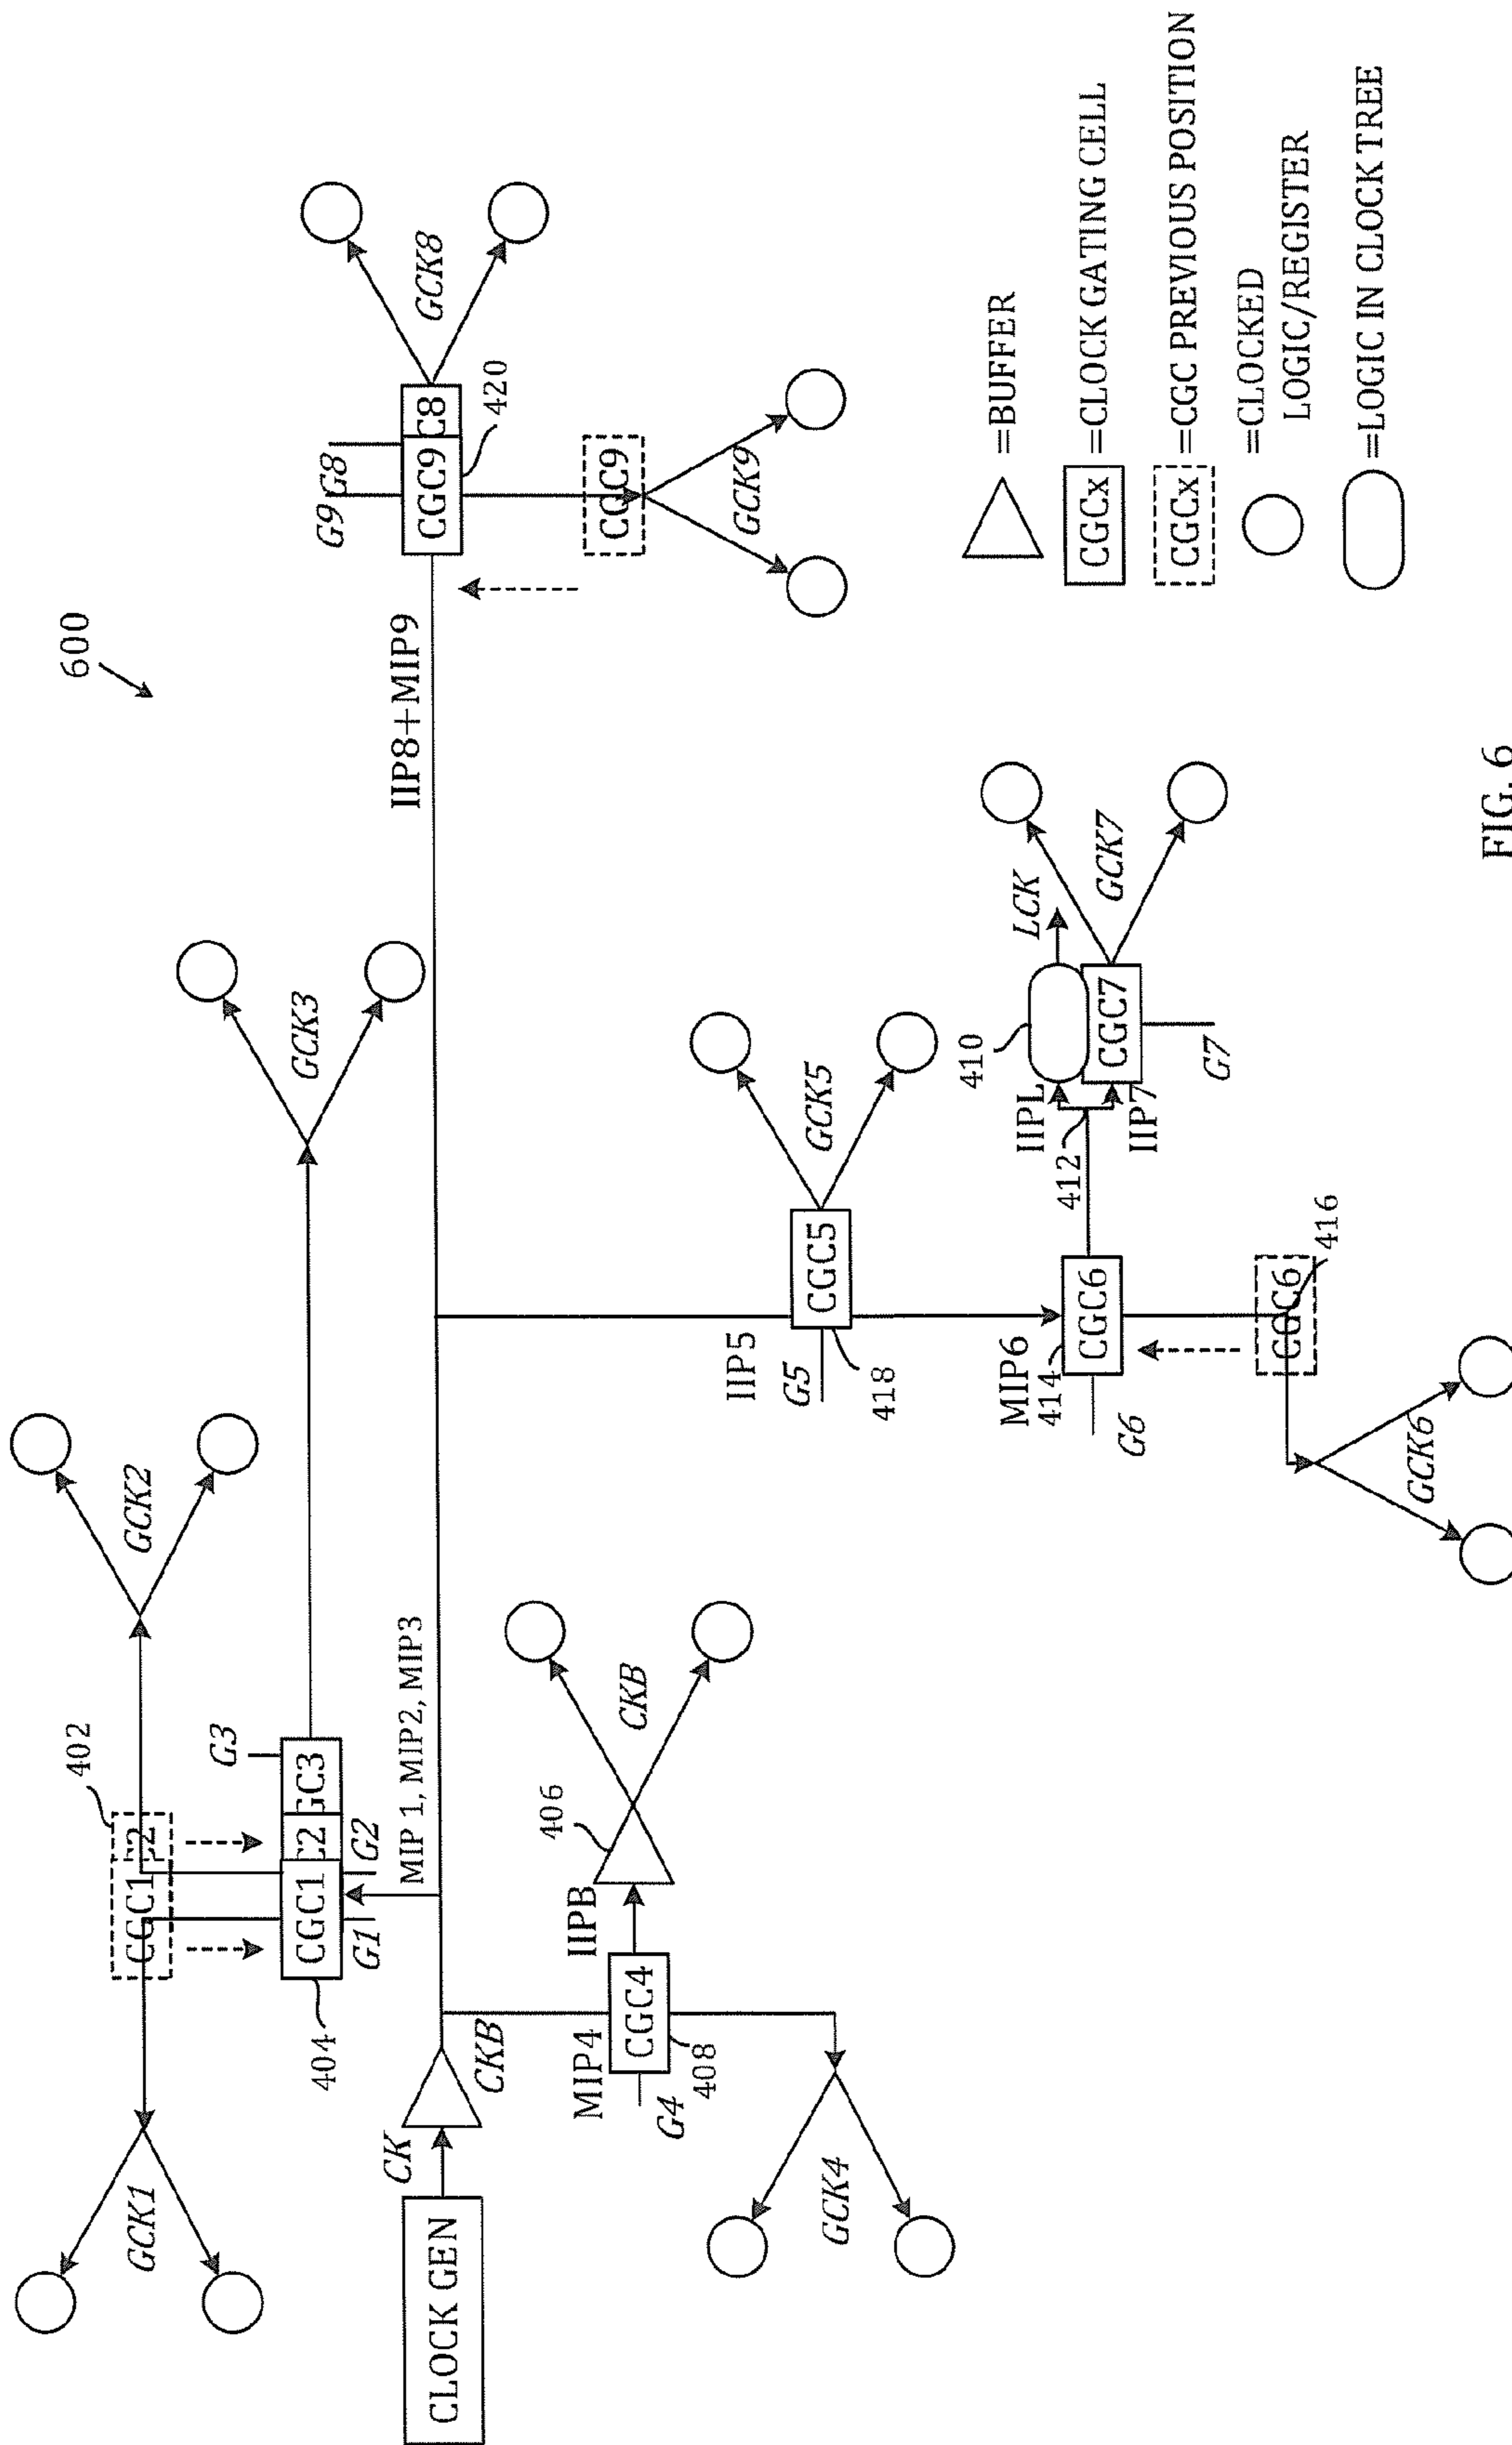 600
402
GCK1
GCK2
CGC1
C2
G3
GCK3
404
CGC1
C2
GC3
G1
G2
MIP 1, MIP2, MIP3
IIP8+MIP9
G9
G8
CGC9
C8
GCK8
420
CGC9
GCK9
CLOCK GEN
CK
CKB
MIP4
G4
CGC4
408
IIPB
406
CKB
GCK4
IIP5
G5
CGC5
418
GCK5
MIP6
414
G6
CGC6
412
IIPL
IIP7
410
LCK
CGC7
GCK7
G7
CGC6
416
GCK6
=BUFFER
CGCx
=CLOCK GATING CELL
CGCx
=CGC PREVIOUS POSITION
=CLOCKED
LOGIC/REGISTER
=LOGIC IN CLOCK TREE
FIG. 6